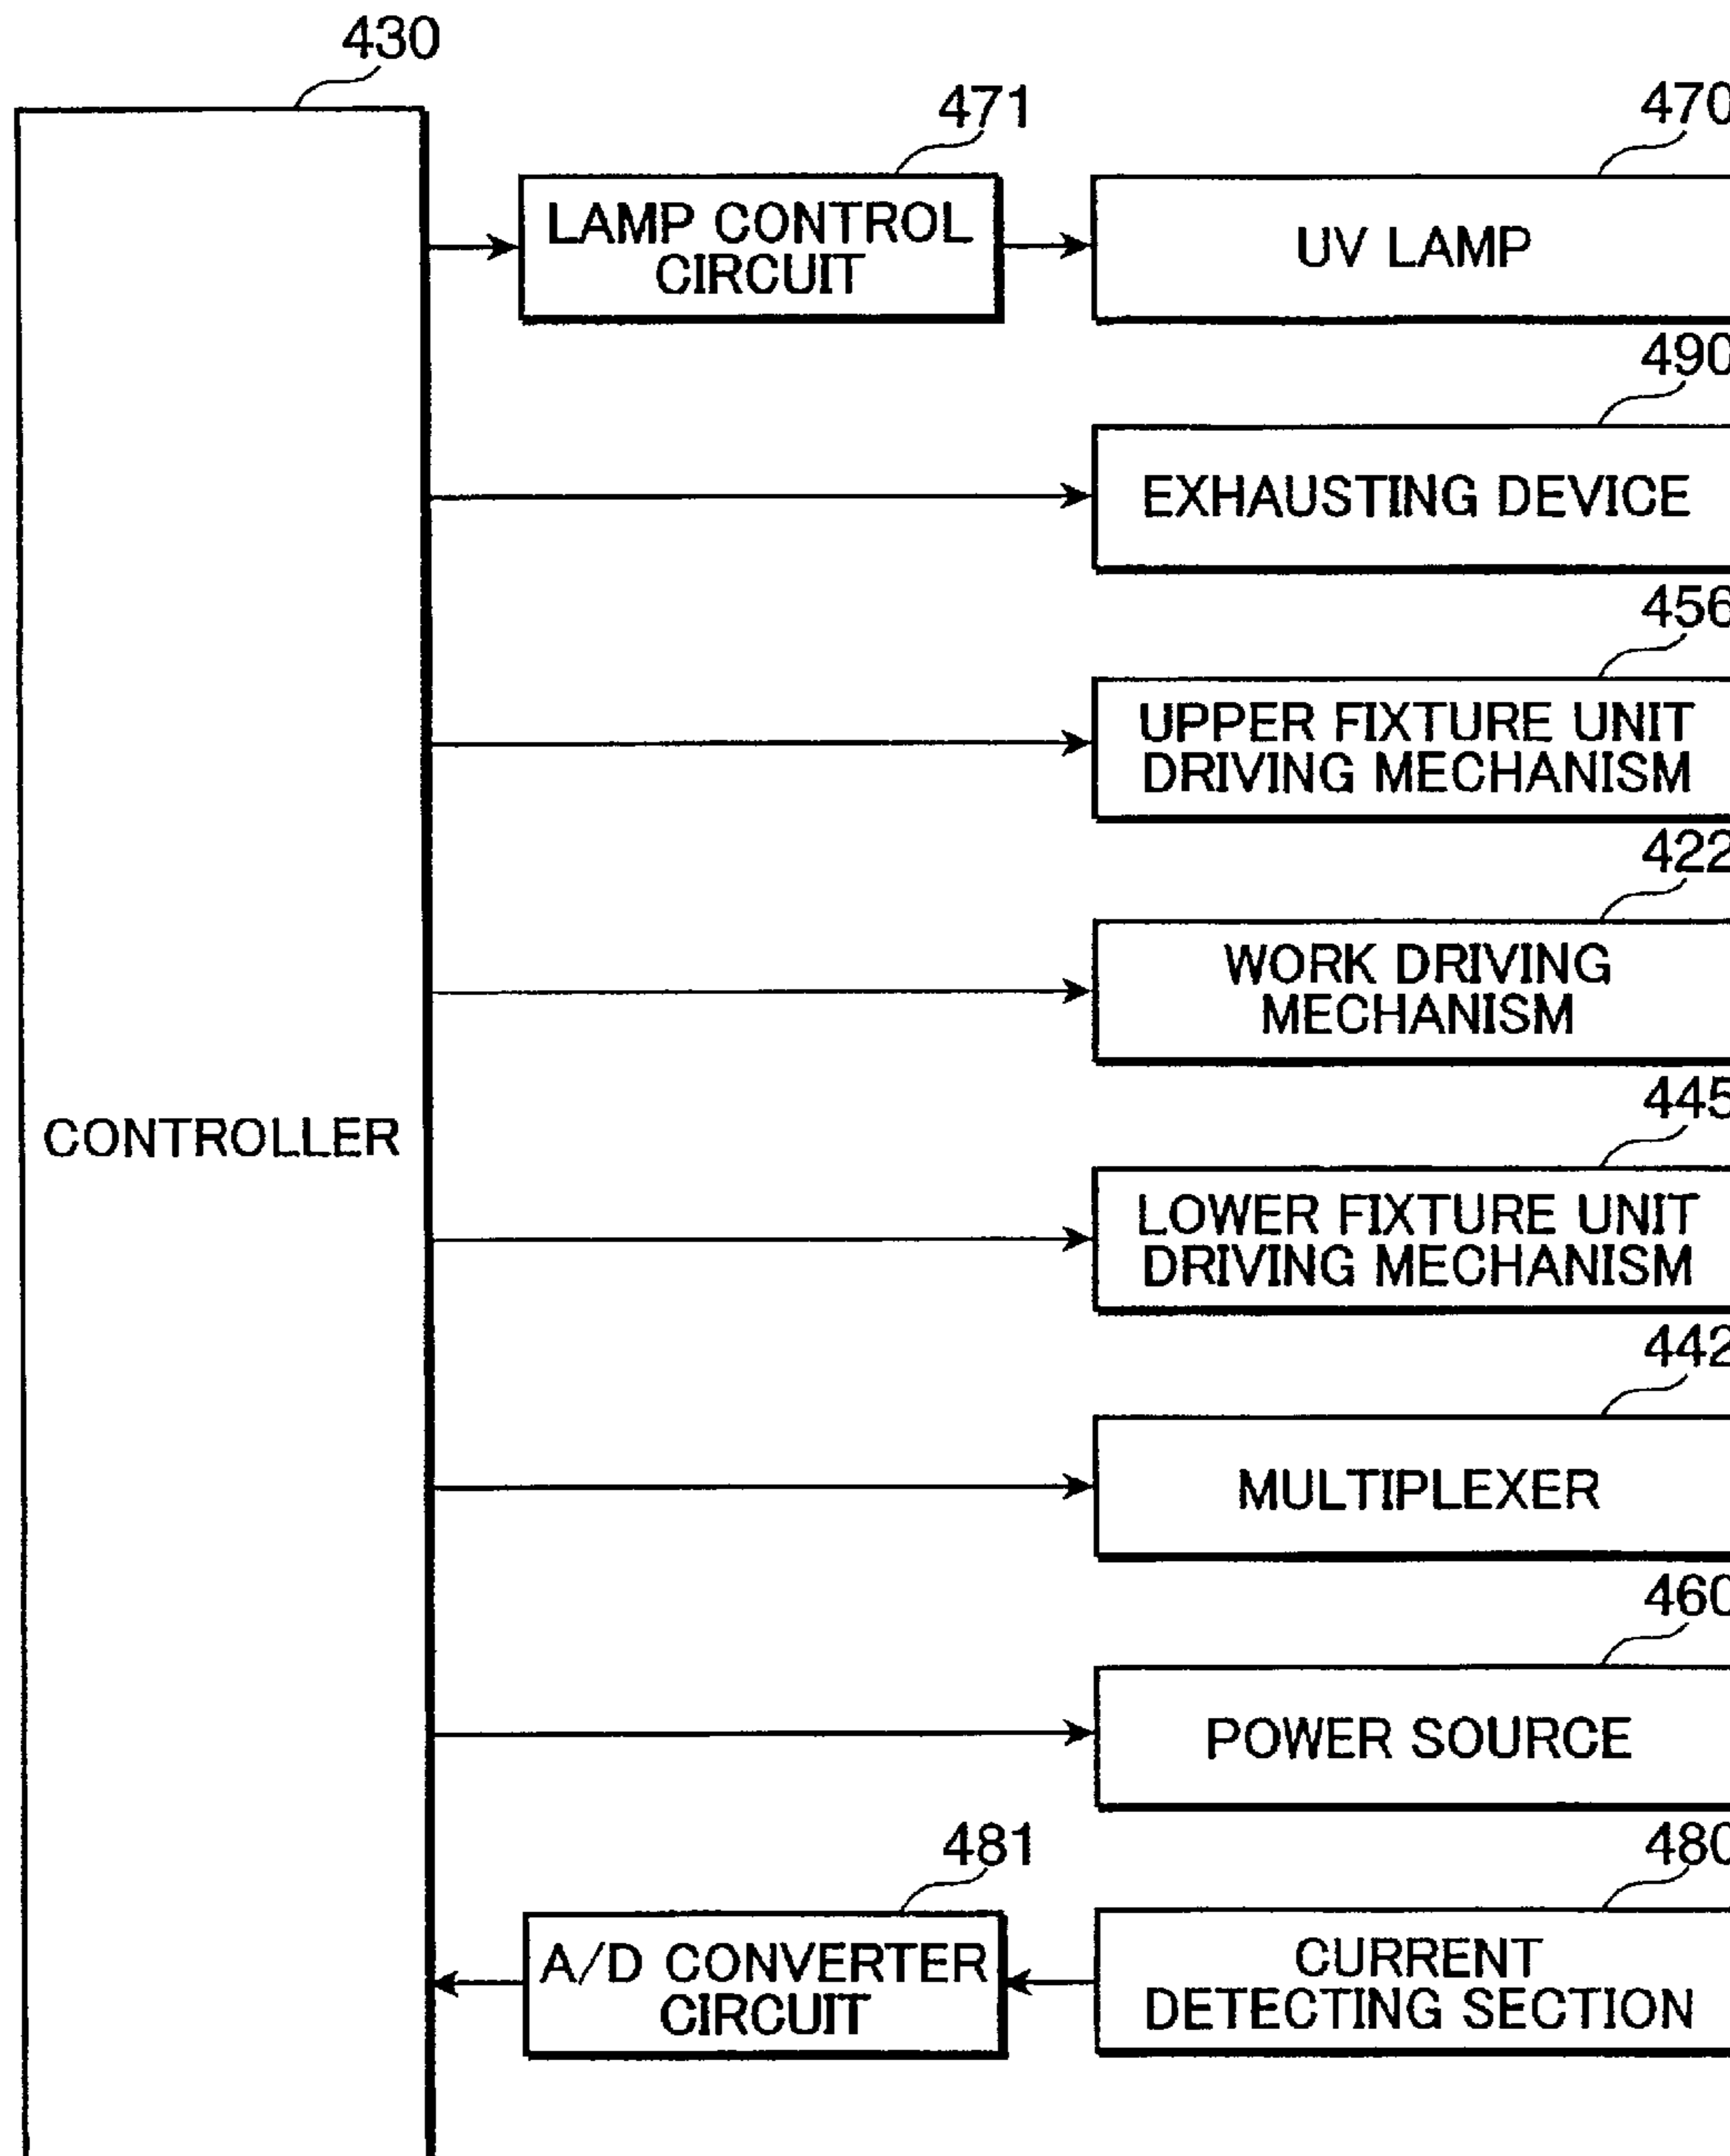 430
471
470
LAMP CONTROL
CIRCUIT
UV LAMP
490
EXHAUSTING DEVICE
456
UPPER FIXTURE UNIT
DRIVING MECHANISM
422
WORK DRIVING
MECHANISM
445
CONTROLLER
LOWER FIXTURE UNIT
DRIVING MECHANISM
442
MULTIPLEXER
460
POWER SOURCE
481
480
A/D CONVERTER
CIRCUIT
CURRENT
DETECTING SECTION